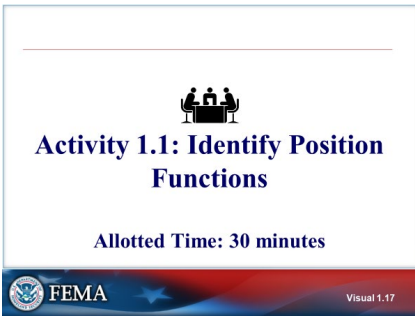 Activity 1.1: Identify Position
Functions
Allotted Time: 30 minutes
FEMA
Visual 1.17